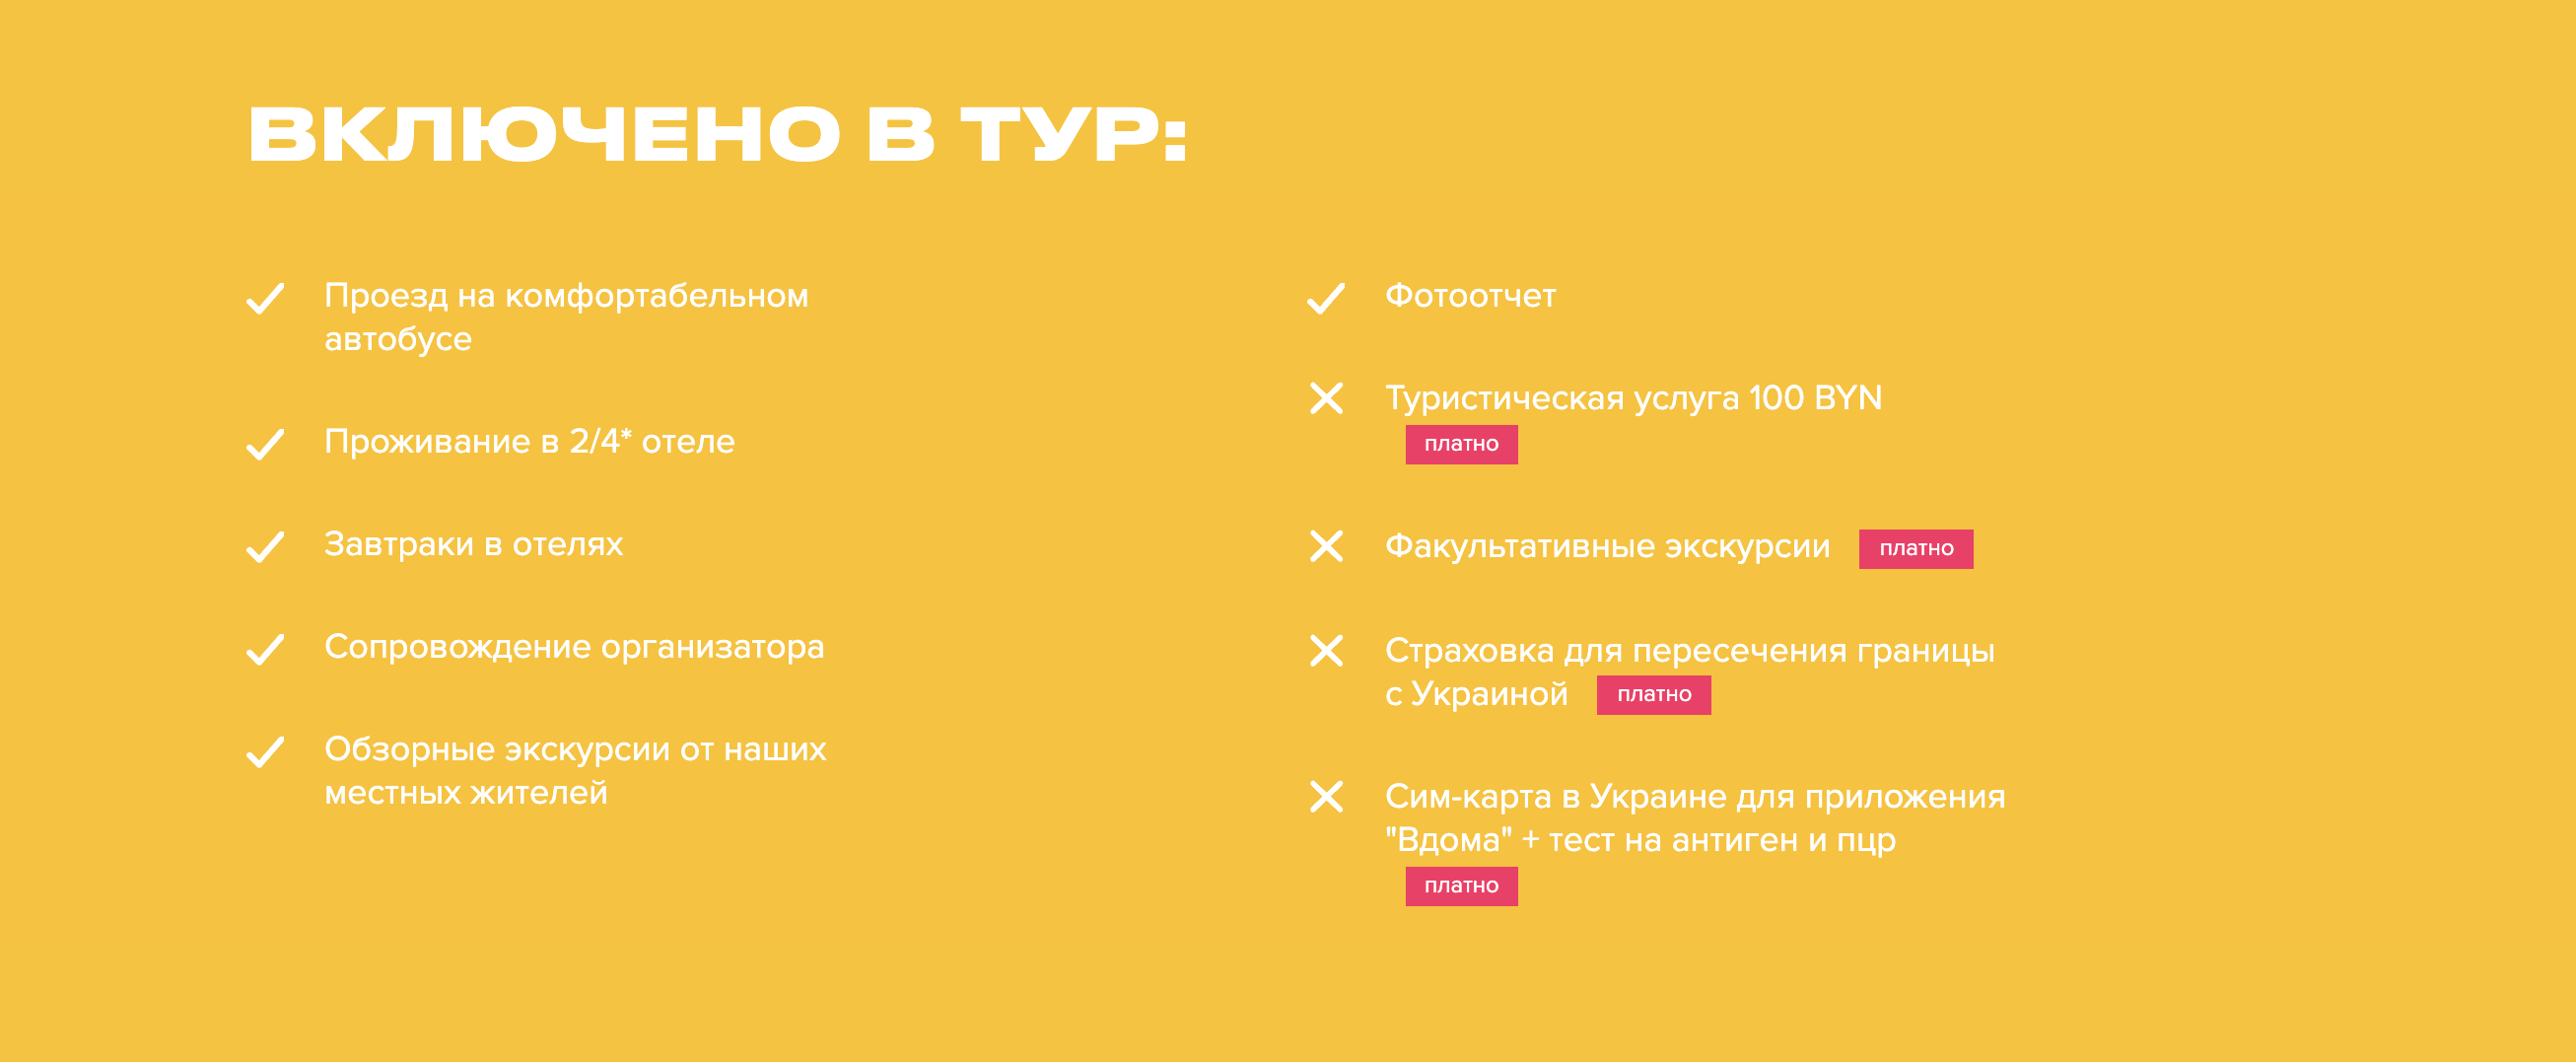 ВКЛЮЧЕНО В ТУР:
Проезд на комфортабельном
автобусе
Проживание в 2/4* отеле
Завтраки в отелях
Сопровождение организатора
Обзорные экскурсии от наших
местных жителей
Фотоотчет
Туристическая услуга 100 BYN
платно
Факультативные экскурсии платно
Страховка для пересечения границы
с Украиной платно
Сим-карта в Украине для приложения
"Вдома" + тест на антиген и пцр
платно